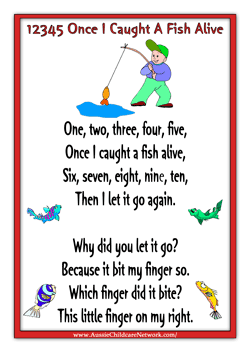 12345 Once I Caught A Fish Alive
One, two, three, four, five,
Once I caught a fish alive,
Six, seven, eight, nine, ten,
Then I let it go again.
Why did you let it go?
Because it bit my finger so.
Which finger did it bite?
This little finger on my right.
www.AussieChildcareNetwork.com